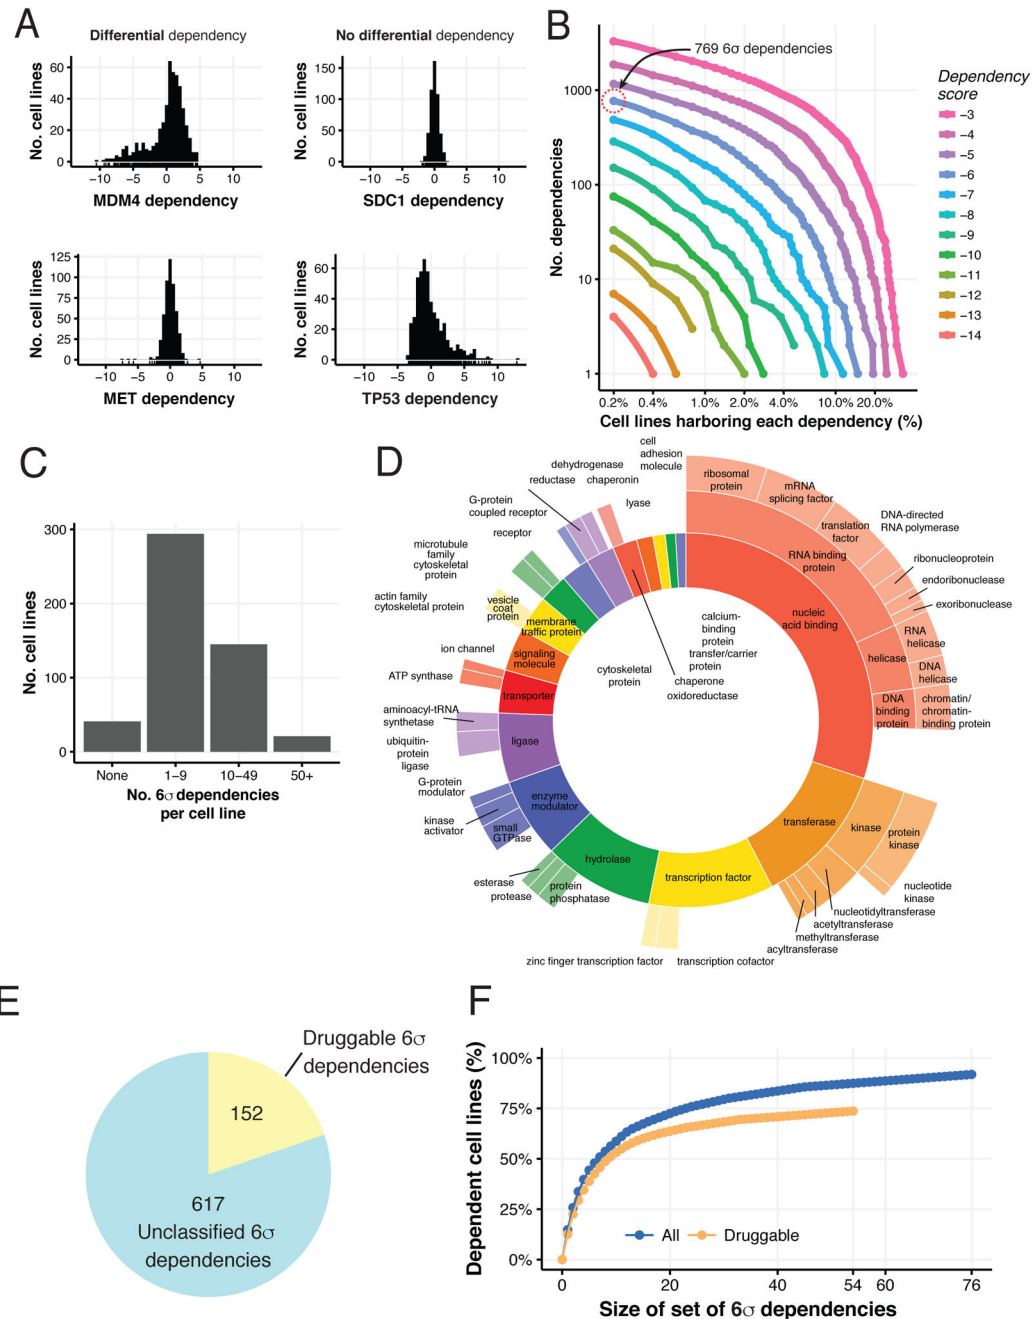 A
Differential dependency
No differential dependency
No. cell lines
60
40
20
0
−10
−5
0
5
10
MDM4 dependency
No. cell lines
150
100
50
0
−10
−5
0
5
10
SDC1 dependency
No. cell lines
125
100
75
50
25
0
−10
−5
0
5
10
MET dependency
No. cell lines
60
40
20
0
−10
−5
0
5
10
TP53 dependency
B
769 6σ dependencies
No. dependencies
1000
100
10
1
0.2%
0.4%
1.0%
2.0%
4.0%
10.0%
20.0%
Cell lines harboring each dependency (%)
Dependency
score
−3
−4
−5
−6
−7
−8
−9
−10
−11
−12
−13
−14
C
No. cell lines
300
200
100
0
None
1−9
10−49
50+
No. 6σ dependencies
per cell line
D
cell
adhesion
molecule
dehydrogenase
reductase
chaperonin
lyase
G-protein
coupled receptor
receptor
microtubule
family
cytoskeletal
protein
actin family
cytoskeletal protein
vesicle
coat
protein
membrane
traffic protein
signaling
molecule
ion channel
ATP synthase
transporter
aminoacyl-tRNA
synthetase
ligase
ubiquitin-
protein
ligase
G-protein
modulator
enzyme
modulator
kinase
activator
small
GTPase
hydrolase
esterase
protease
protein
phosphatase
transcription factor
zinc finger transcription factor
transcription cofactor
transferase
kinase
protein
kinase
nucleotide
kinase
nucleotidyltransferase
acetyltransferase
methyltransferase
acyltransferase
ribosomal
protein
mRNA
splicing factor
translation
factor
DNA-directed
RNA polymerase
RNA binding
protein
ribonucleoprotein
endoribonuclease
exoribonuclease
nucleic
acid binding
RNA
helicase
helicase
DNA
helicase
DNA
binding
protein
chromatin/
chromatin-
binding protein
calcium-
binding
protein
transfer/carrier
protein
cytoskeletal
protein
chaperone
oxidoreductase
E
Druggable 6σ
dependencies
152
617
Unclassified 6σ
dependencies
F
Dependent cell lines (%)
100%
75%
50%
25%
0%
All
Druggable
0
20
40
54
60
76
Size of set of 6σ dependencies